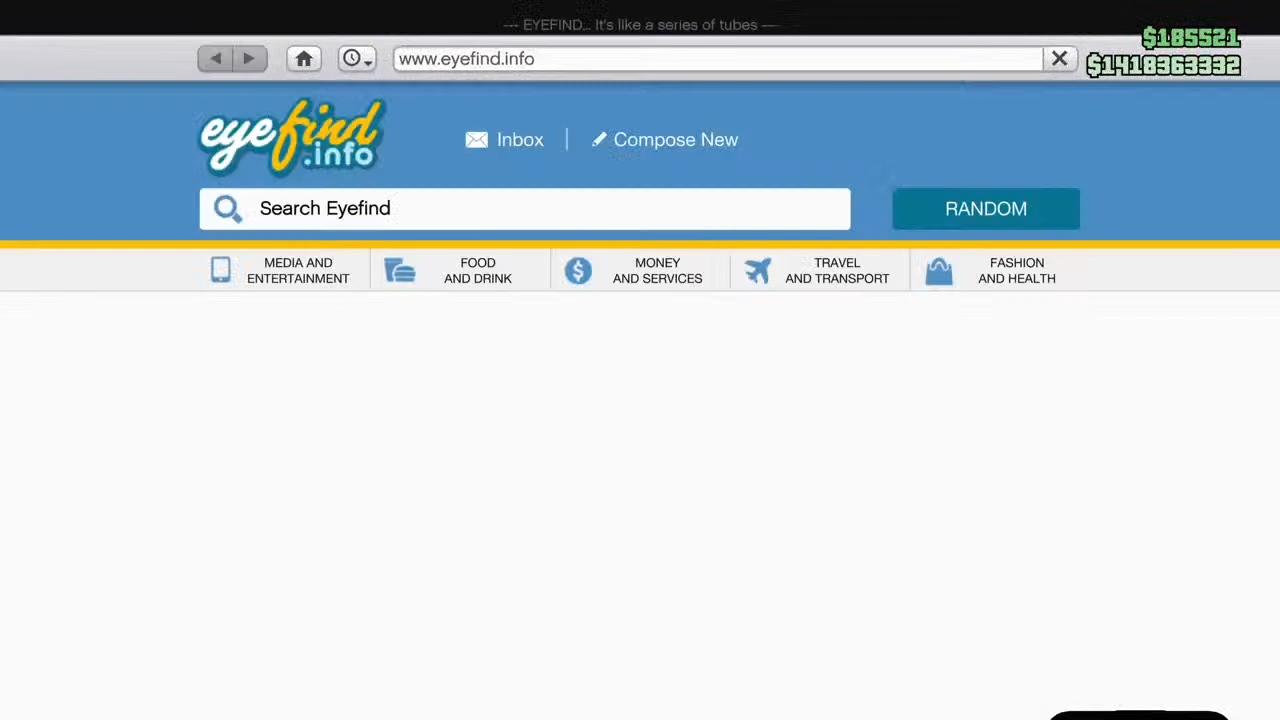 --- EYEFIND... It's like a series of tubes ---
www.eyefind.info
$185521
$1418363332
eyefind
.info
Inbox
Compose New
Search Eyefind
RANDOM
MEDIA AND
ENTERTAINMENT
FOOD
AND DRINK
MONEY
AND SERVICES
TRAVEL
AND TRANSPORT
FASHION
AND HEALTH